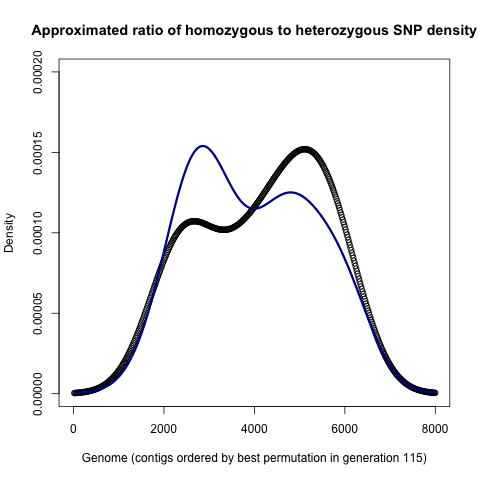 Approximated ratio of homozygous to heterozygous SNP density
0.00020
0.00015
0.00010
0.00005
0.00000
Density
0 2000 4000 6000 8000
Genome (contigs ordered by best permutation in generation 115)